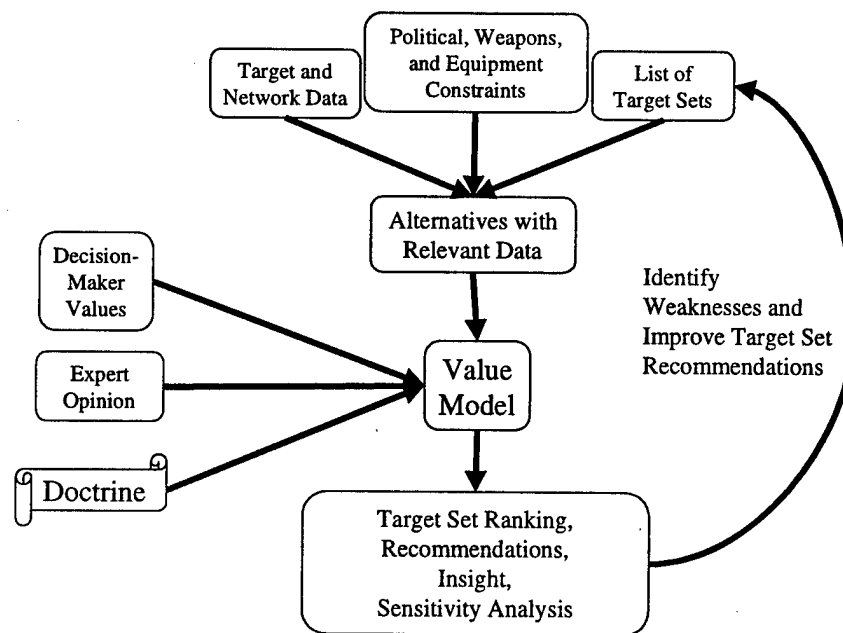 Political, Weapons,
and Equipment
Constraints
Target and
Network Data
List of
Target Sets
Alternatives with
Relevant Data
Decision-
Maker
Values
Identify
Weaknesses and
Improve Target Set
Recommendations
Expert
Opinion
Value
Model
Doctrine
Target Set Ranking,
Recommendations,
Insight,
Sensitivity Analysis